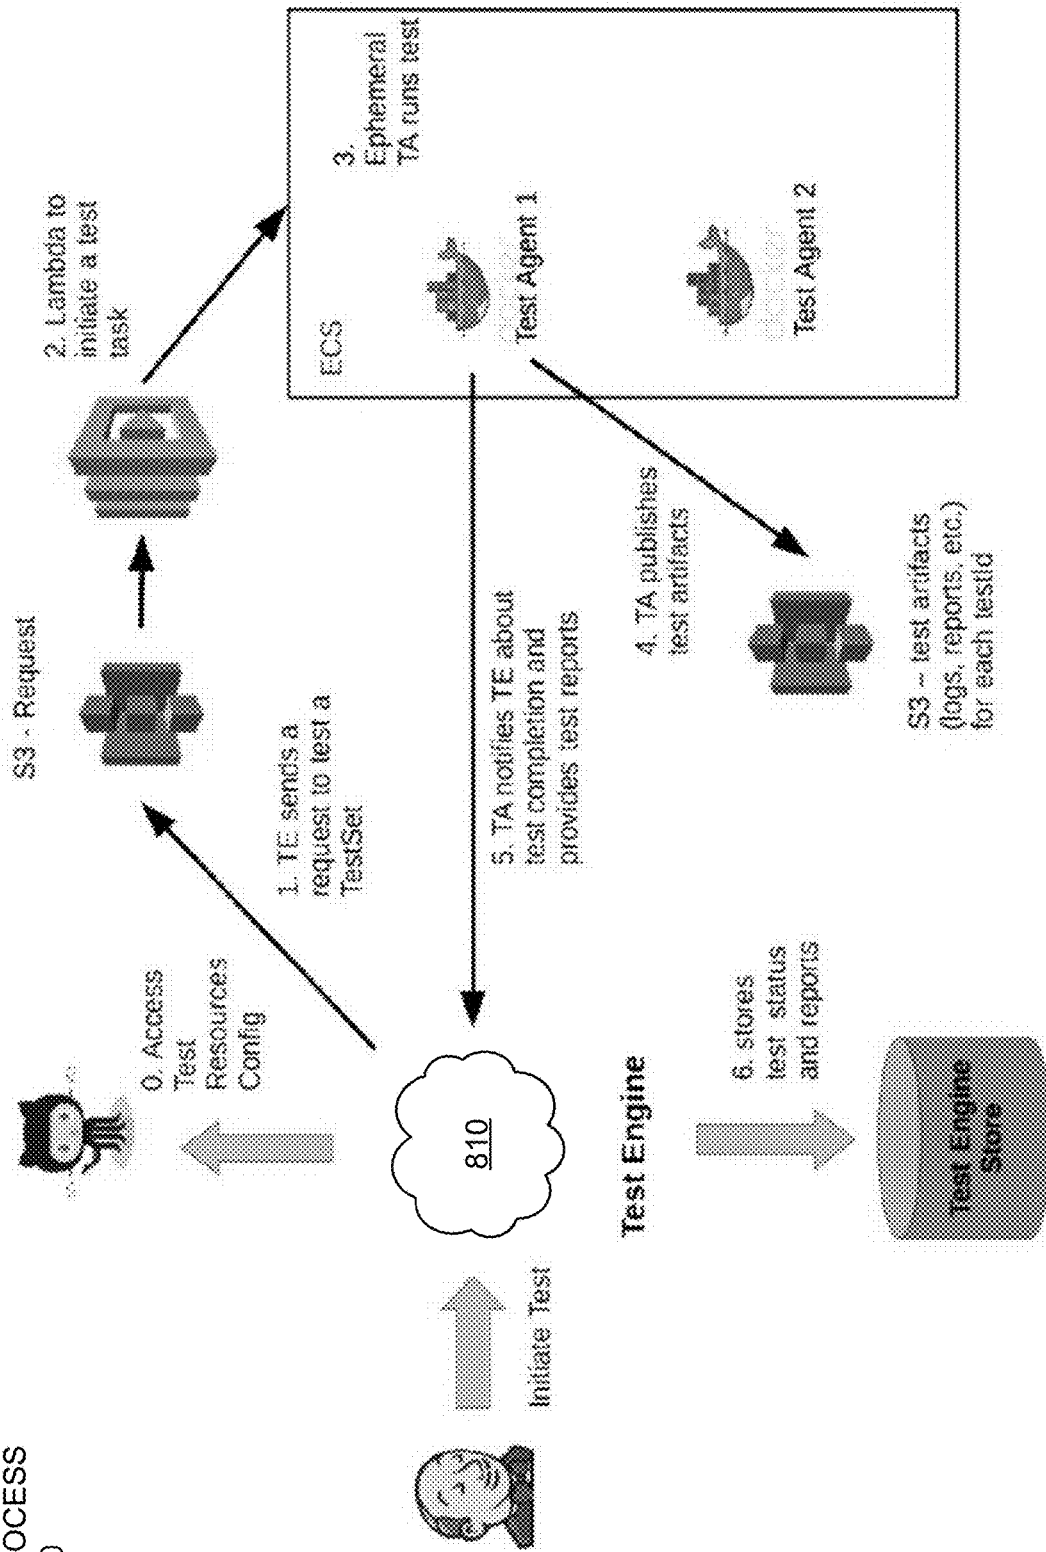 OCESS
S3 - Request
2. Lambda to
initiate a test
task
0. Access
Test
Resources
Config
1. TE sends a
request to test a
TestSet
ECS
3.
Ephemeral
TA runs test
Test Agent 1
Test Agent 2
Initiate Test
810
Test Engine
5. TA notifies TE about
test completion and
provides test reports
4. TA publishes
test artifacts
6. stores
test status
and reports
Test Engine
Store
S3 – test artifacts
(logs, reports, etc.)
for each testId